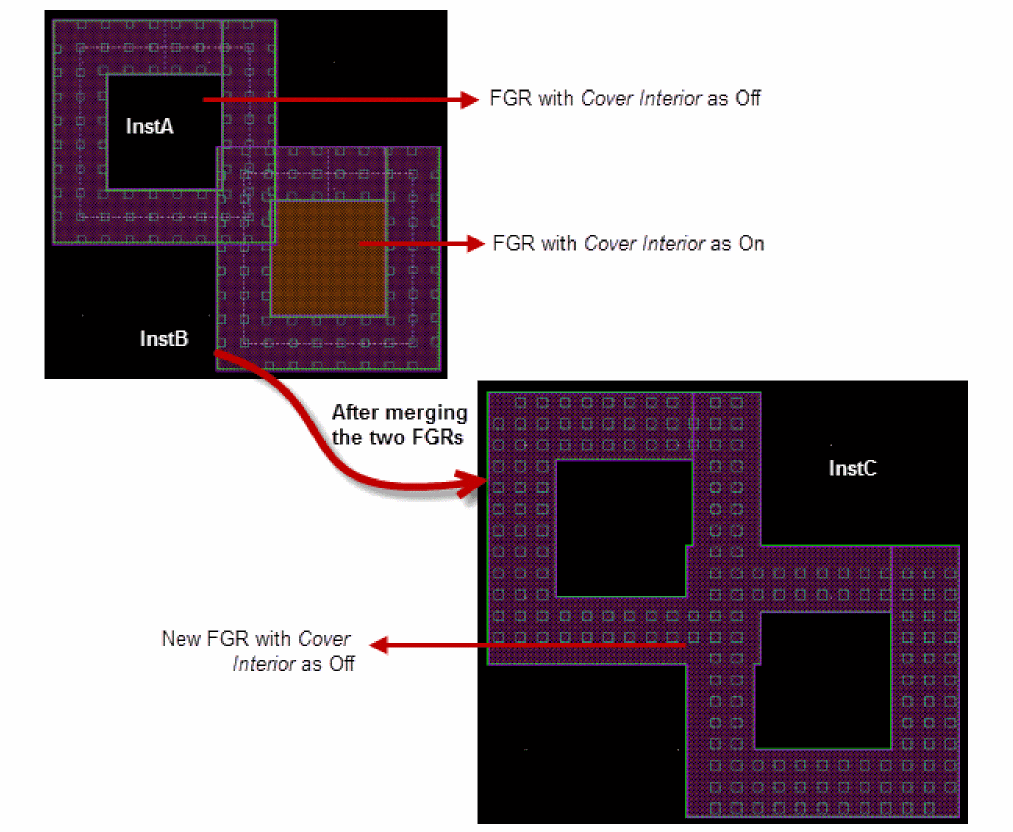 FGR with Cover Interior as Off
InstA
FGR with Cover Interior as On
InstB
After merging
the two FGRs
InstC
New FGR with Cover
Interior as Off